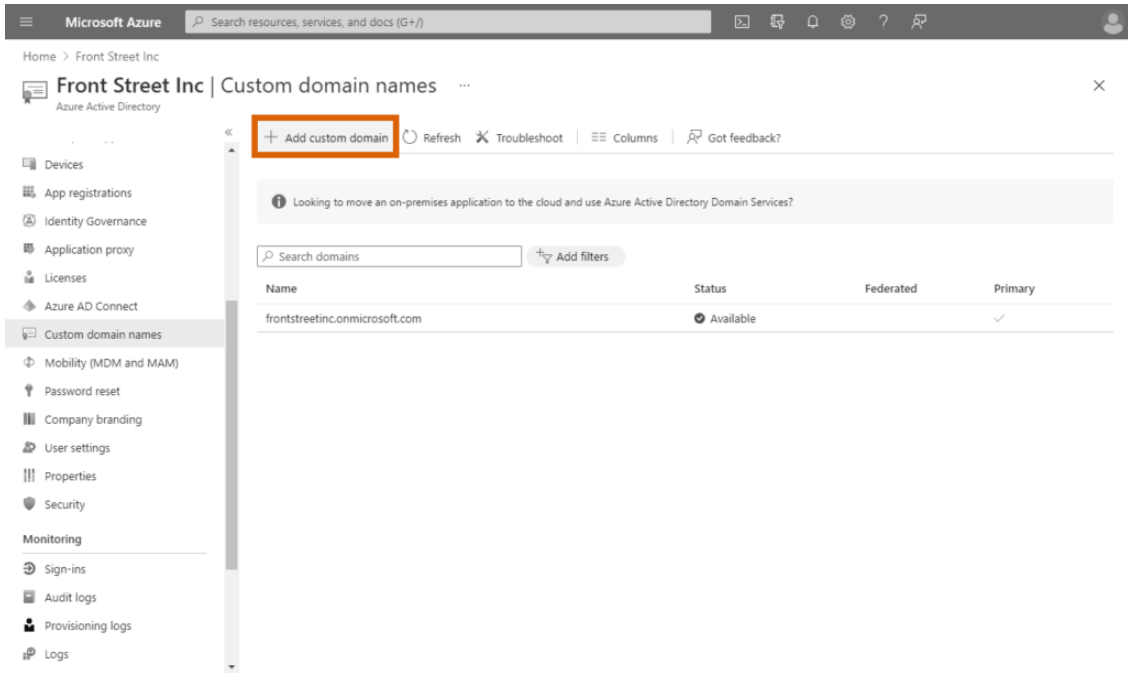 Microsoft Azure
Search resources, services, and docs (G+/)
Home > Front Street Inc
Front Street Inc | Custom domain names ...
Azure Active Directory
Add custom domain
Refresh
Troubleshoot
Columns
Got feedback?
Devices
App registrations
Identity Governance
Application proxy
Licenses
Azure AD Connect
Custom domain names
Mobility (MDM and MAM)
Password reset
Company branding
User settings
Properties
Security
Monitoring
Sign-ins
Audit logs
Provisioning logs
Logs
Looking to move an on-premises application to the cloud and use Azure Active Directory Domain Services?
Search domains
Add filters
Name Status Federated Primary
frontstreetinc.onmicrosoft.com Available